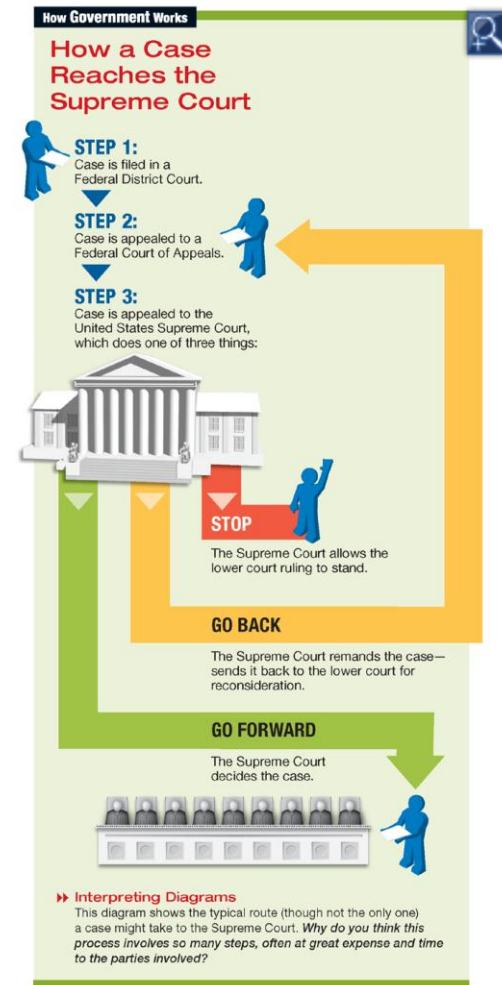 How Government Works
How a Case
Reaches the
Supreme Court
STEP 1:
Case is filed in a
Federal District Court.
STEP 2:
Case is appealed to a
Federal Court of Appeals.
STEP 3:
Case is appealed to the
United States Supreme Court,
which does one of three things:
STOP
The Supreme Court allows the
lower court ruling to stand.
GO BACK
The Supreme Court remands the case—
sends it back to the lower court for
reconsideration.
GO FORWARD
The Supreme Court
decides the case.
Interpreting Diagrams
This diagram shows the typical route (though not the only one)
a case might take to the Supreme Court. Why do you think this
process involves so many steps, often at great expense and time
to the parties involved?